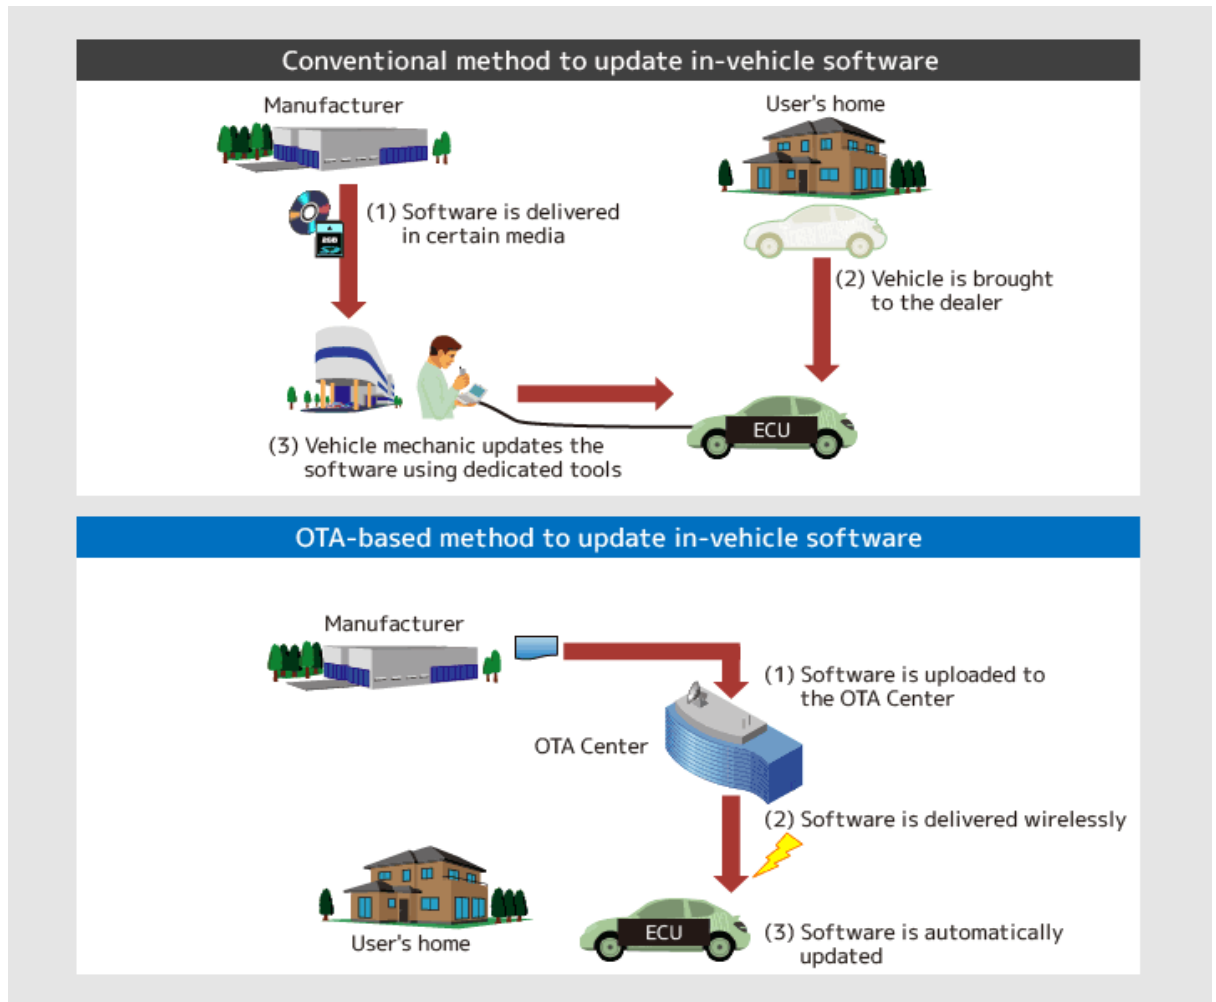 Conventional method to update in-vehicle software
Manufacturer
User's home
(1) Software is delivered
in certain media
2GB
(2) Vehicle is brought
to the dealer
ECU
(3) Vehicle mechanic updates the
software using dedicated tools
OTA-based method to update in-vehicle software
Manufacturer
(1) Software is uploaded to
the OTA Center
OTA Center
(2) Software is delivered wirelessly
User's home
ECU
(3) Software is automatically
updated